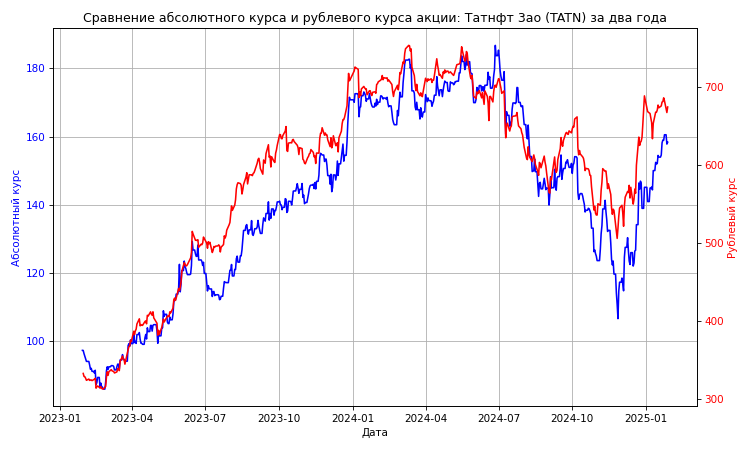 Сравнение абсолютного курса и рублевого курса акции: Татнфт 3ао (TATN) за два года
180
160
140
120
100
Абсолютный курс
700
600
500
400
300
Рублевый курс
2023-01 2023-04 2023-07 2023-10 2024-01 2024-04 2024-07 2024-10 2025-01
Дата